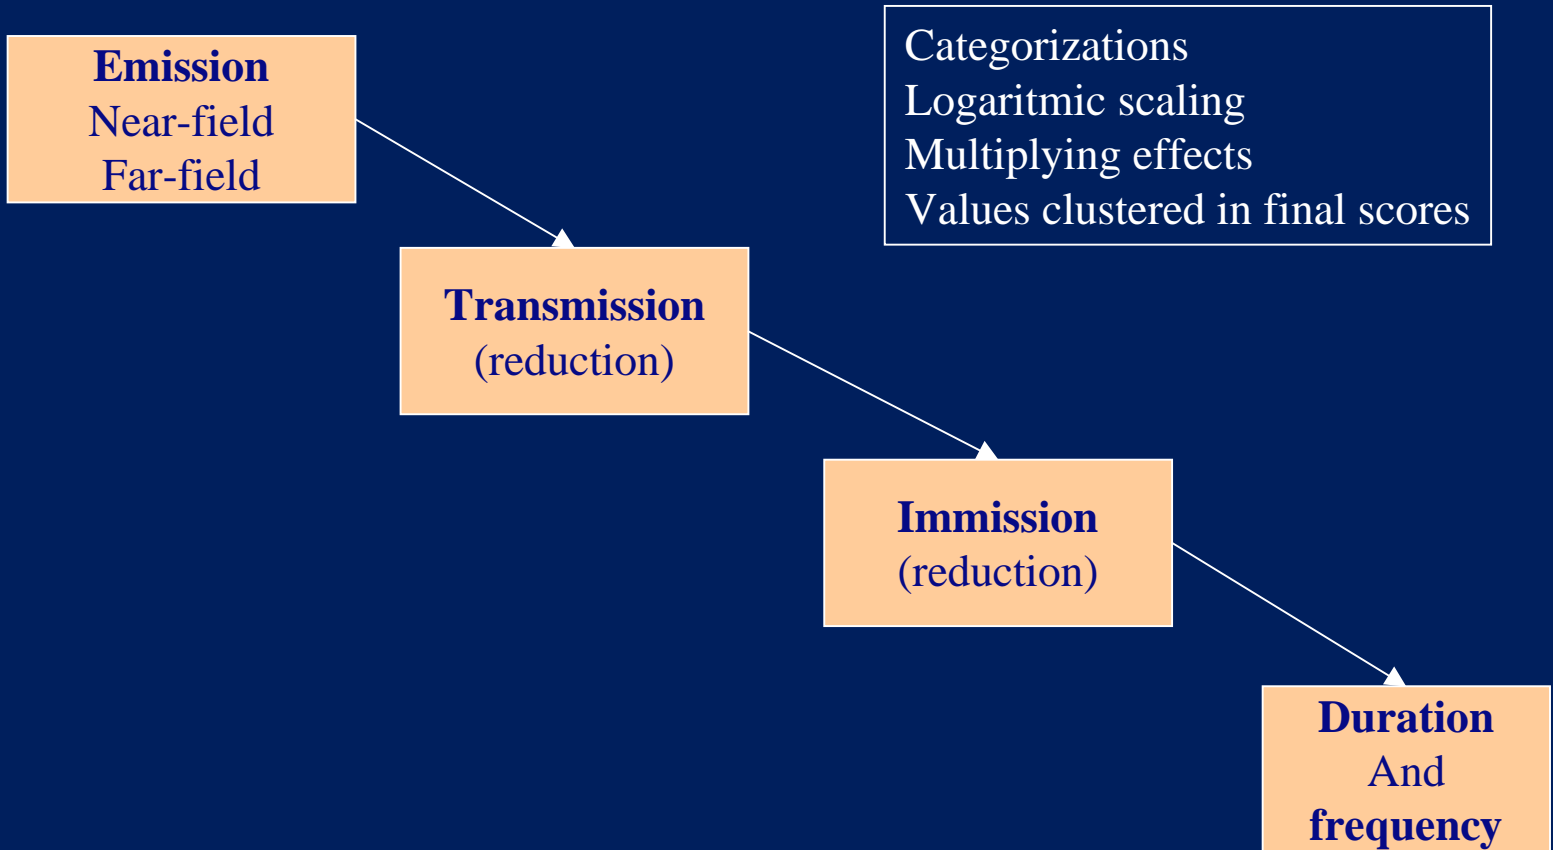 Emission
Near-field
Far-field
Categorizations
Logaritmic scaling
Multiplying effects
Values clustered in final scores
Transmission
(reduction)
Immission
(reduction)
Duration
And
frequency